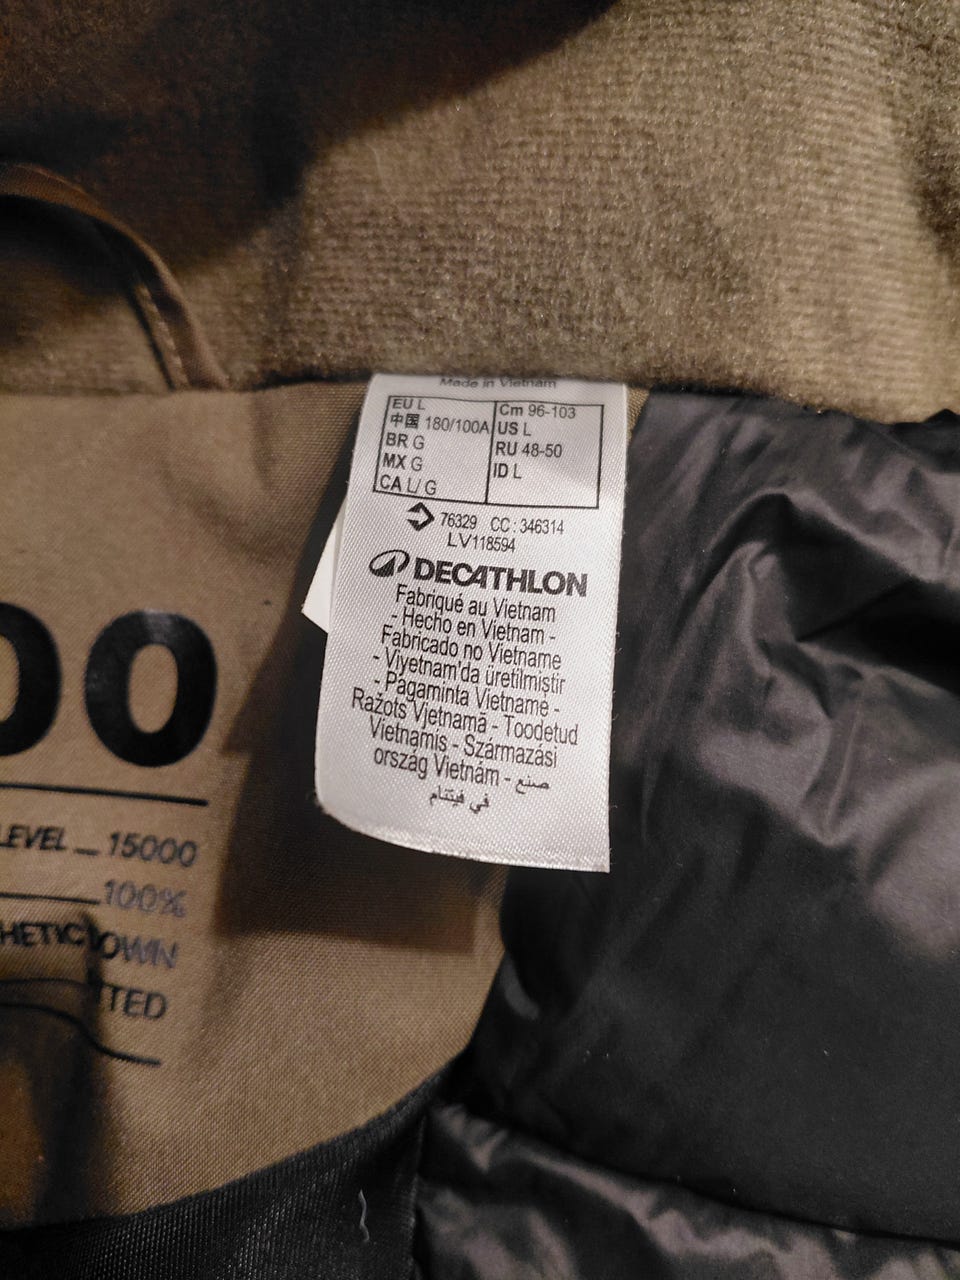 Made in Vietnam
EU L
中国 180/100A
BR G
MX G
CA L/G
Cm 96-103
US L
RU 48-50
ID L
76329 CC : 346314
LV118594
DECATHLON
Fabriqué au Vietnam
- Hecho en Vietnam -
Fabricado no Vietname
- Viyetnam'da üretilmiştir
- Pagaminta Vietname -
Ražots Vjetnamā - Toodetud
Vietnamis - Származási
ország Vietnám - صنع
في فيتنام
00
LEVEL _ 15000
100%